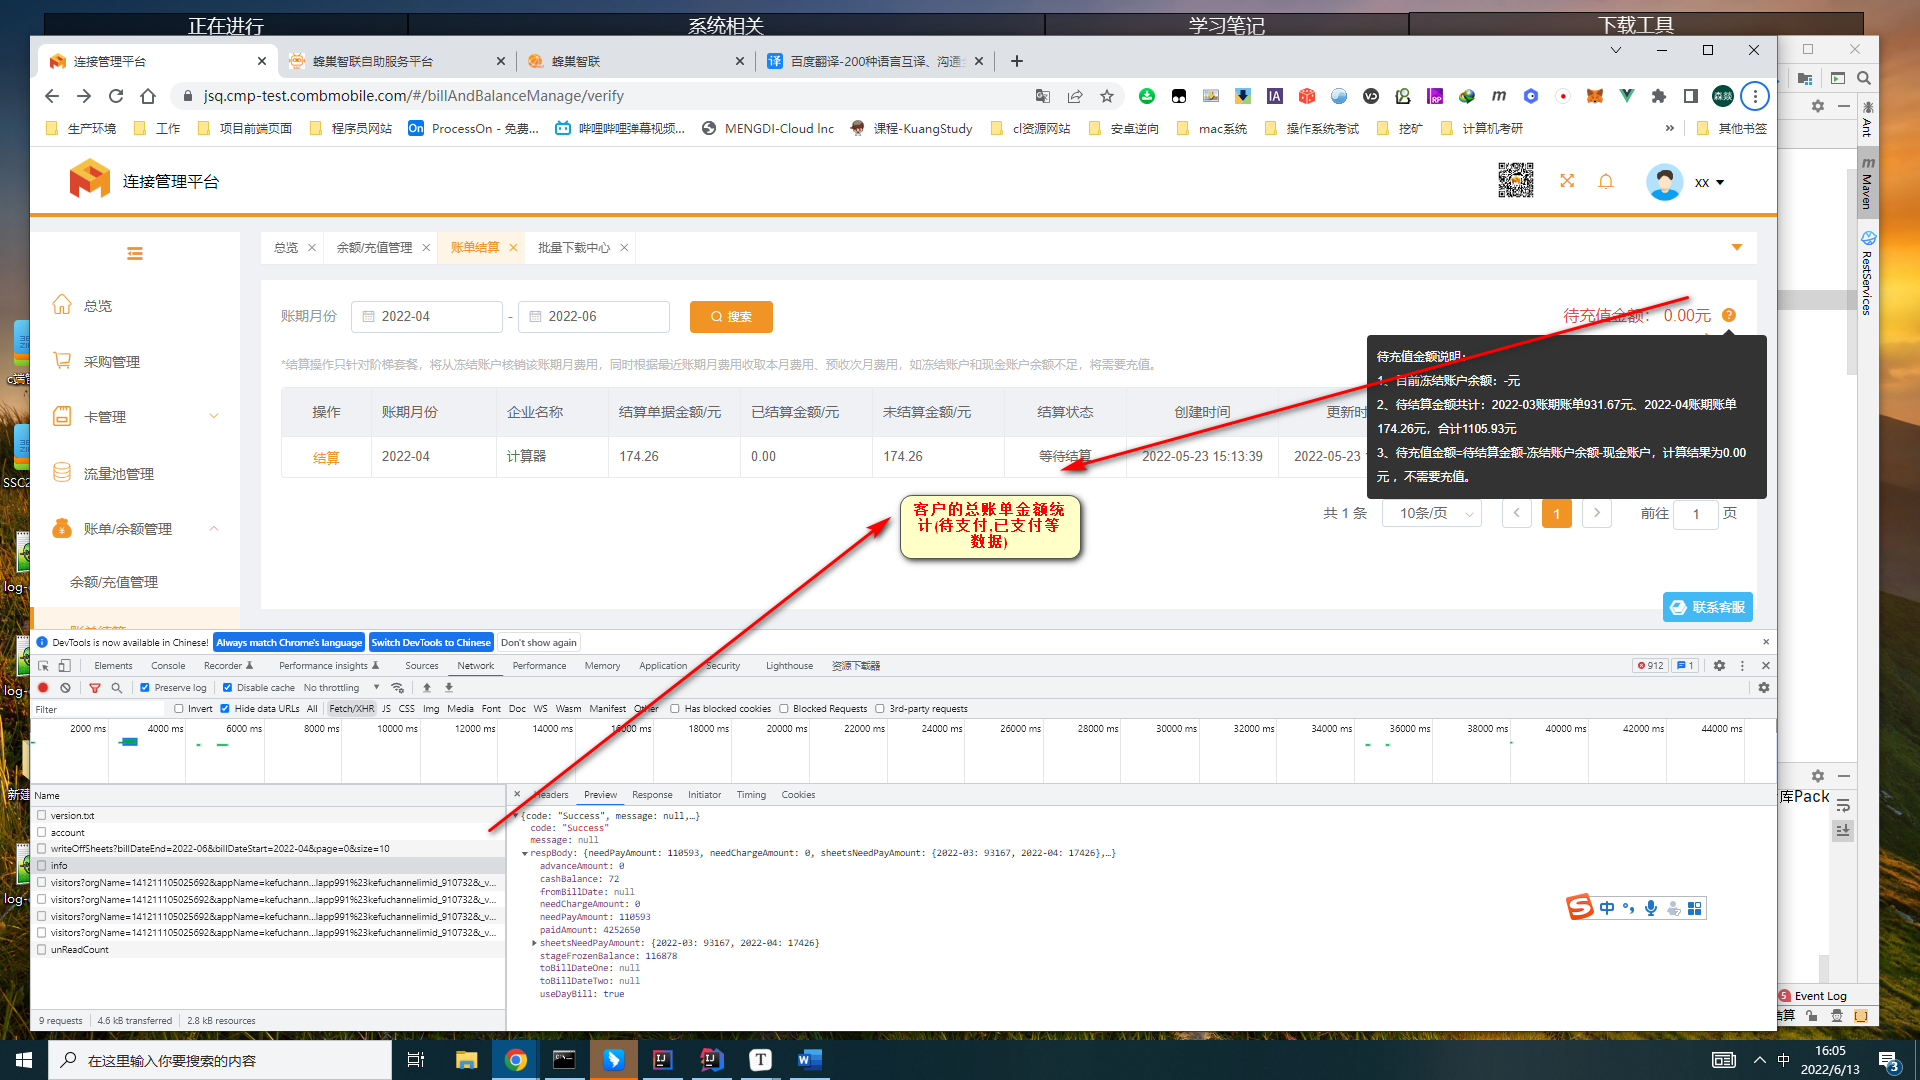 正在进行
系统相关
学习笔记
下载工具
连接管理平台
蜂巢智联自助服务平台
蜂巢智联
百度翻译-200种语言互译、沟通
jsq.cmp-test.combmobile.com/#/billAndBalanceManage/verify
生产环境
工作
项目前端页面
程序员网站
ProcessOn - 免费...
哔哩哔哩弹幕视频...
MENGDI-Cloud Inc
课程-KuangStudy
cl资源网站
安卓逆向
mac系统
操作系统考试
挖矿
计算机考研
»
其他书签
连接管理平台
xx
总览
余额/充值管理
账单结算
批量下载中心
总览
采购管理
卡管理
流量池管理
账单/余额管理
余额/充值管理
账期月份
2022-04
-
2022-06
搜索
待充值金额： 0.00元
*结算操作只针对阶梯套餐，将从冻结账户核销该账期月费用，同时根据最近账期月费用收取本月费用、预收次月费用，如冻结账户和现金账户余额不足，将需要充值。
待充值金额说明：
1、目前冻结账户余额：-元
2、待结算金额共计：2022-03账期账单931.67元、2022-04账期账单
174.26元，合计1105.93元
3、待充值金额=待结算金额-冻结账户余额-现金账户，计算结果为0.00
元 ，不需要充值。
操作 账期月份 企业名称 结算单据金额/元 已结算金额/元 未结算金额/元 结算状态 创建时间 更新时
结算 2022-04 计算器 174.26 0.00 174.26 等待结算 2022-05-23 15:13:39 2022-05-23
共 1 条 10条/页 1 前往 1 页
客户的总账单金额统
计(待支付,已支付等
数据)
联系客服
DevTools is now available in Chinese! Always match Chrome's language Switch DevTools to Chinese Don't show again
Elements Console Recorder Performance insights Sources Network Performance Memory Application Security Lighthouse 资源下载器 912 1
Preserve log Disable cache No throttling
Filter Invert Hide data URLs All Fetch/XHR JS CSS Img Media Font Doc WS Wasm Manifest Other Has blocked cookies Blocked Requests 3rd-party requests
2000 ms 4000 ms 6000 ms 8000 ms 10000 ms 12000 ms 14000 ms 16000 ms 18000 ms 20000 ms 22000 ms 24000 ms 26000 ms 28000 ms 30000 ms 32000 ms 34000 ms 36000 ms 38000 ms 40000 ms 42000 ms 44000 ms
Name
version.txt
account
writeOffSheets?billDateEnd=2022-06&billDateStart=2022-04&page=0&size=10
info
visitors?orgName=141211105025692&appName=kefuchann...lapp991%23kefuchannelimid_910732&_v...
visitors?orgName=141211105025692&appName=kefuchann...lapp991%23kefuchannelimid_910732&_v...
visitors?orgName=141211105025692&appName=kefuchann...lapp991%23kefuchannelimid_910732&_v...
visitors?orgName=141211105025692&appName=kefuchann...lapp991%23kefuchannelimid_910732&_v...
unReadCount
9 requests 4.6 kB transferred 2.8 kB resources
Headers Preview Response Initiator Timing Cookies
{code: "Success", message: null,…}
code: "Success"
message: null
respBody: {needPayAmount: 110593, needChargeAmount: 0, sheetsNeedPayAmount: {2022-03: 93167, 2022-04: 17426},…}
advanceAmount: 0
cashBalance: 72
fromBillDate: null
needChargeAmount: 0
needPayAmount: 110593
paidAmount: 4252650
sheetsNeedPayAmount: {2022-03: 93167, 2022-04: 17426}
stageFrozenBalance: 116878
toBillDateOne: null
toBillDateTwo: null
useDayBill: true
中
Ant
Maven
RestServices
库Pack
Event Log
结算
c端管
SSC2
log-
log-
新建
log-
在这里输入你要搜索的内容
中
16:05
2022/6/13
3